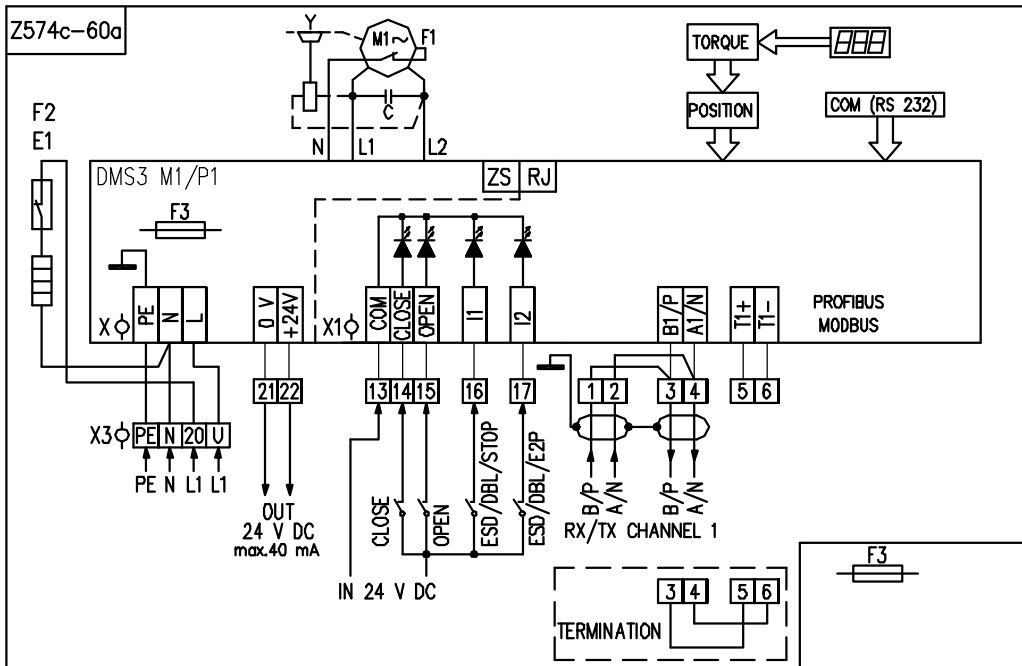 Z574c-60a
Y
M1~
F1
TORQUE
888
POSITION
COM (RS 232)
F2
E1
C
N
L1
L2
DMS3 M1/P1
ZS
RJ
F3
X
PE
N
L
0 V
+24V
X1
COM
CLOSE
OPEN
I1
I2
B1/P
A1/N
T1+
T1-
PROFIBUS
MODBUS
21
22
13
14
15
16
17
1
2
3
4
5
6
X3
PE
N
20
U
PE
N
L1
L1
OUT
24 V DC
max.40 mA
CLOSE
OPEN
ESD/DBL/STOP
ESD/DBL/E2P
IN 24 V DC
B/P
A/N
B/P
A/N
RX/TX CHANNEL 1
TERMINATION
3
4
5
6
F3